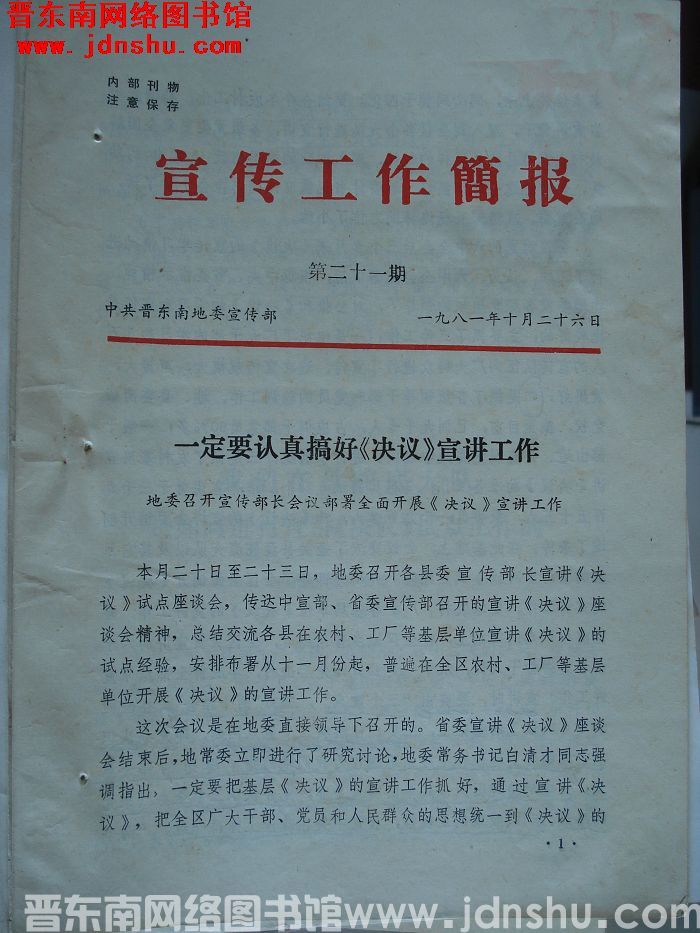 晋东南网络图书馆
www.jdnshu.com
内部刊物
注意保存
宣传工作簡报
第二十一期
中共晋东南地委宣传部 一九八一年十月二十六日
一定要认真搞好《决议》宣讲工作
地委召开宣传部长会议部署全面开展《决议》宣讲工作
本月二十日至二十三日，地委召开各县委宣传部长宣讲《决
议》试点座谈会，传达中宣部、省委宣传部召开的宣讲《决议》座
谈会精神，总结交流各县在农村、工厂等基层单位宣讲《决议》的
试点经验，安排布署从十一月份起，普遍在全区农村、工厂等基层
单位开展《决议》的宣讲工作。
这次会议是在地委直接领导下召开的。省委宣讲《决议》座谈
会结束后，地常委立即进行了研究讨论，地委常务书记白清才同志强
调指出，一定要把基层《决议》的宣讲工作抓好，通过宣讲《决
议》，把全区广大干部、党员和人民群众的思想统一到《决议》的
·1·
晋东南网络图书馆www.jdnshu.com